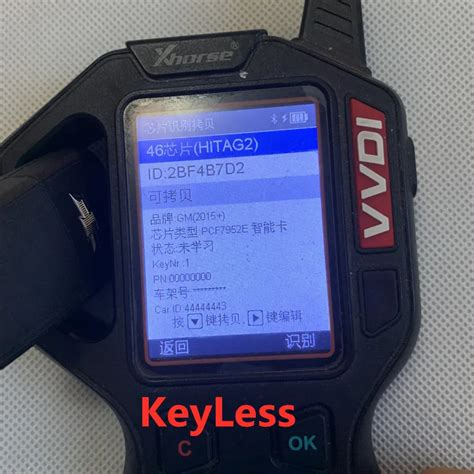 Xhorse®
芯片识别拷贝
46芯片(HITAG2)
ID:2BF4B7D2
可拷贝
品牌:GM(2015+)
芯片类型:PCF7952E 智能卡
状态:未学习
KeyNr.:1
PN:00000000
车架号:---------
Car ID:44444443
按▼键拷贝,▶键编辑
返回 识别
VVDI
KeyLess
C OK